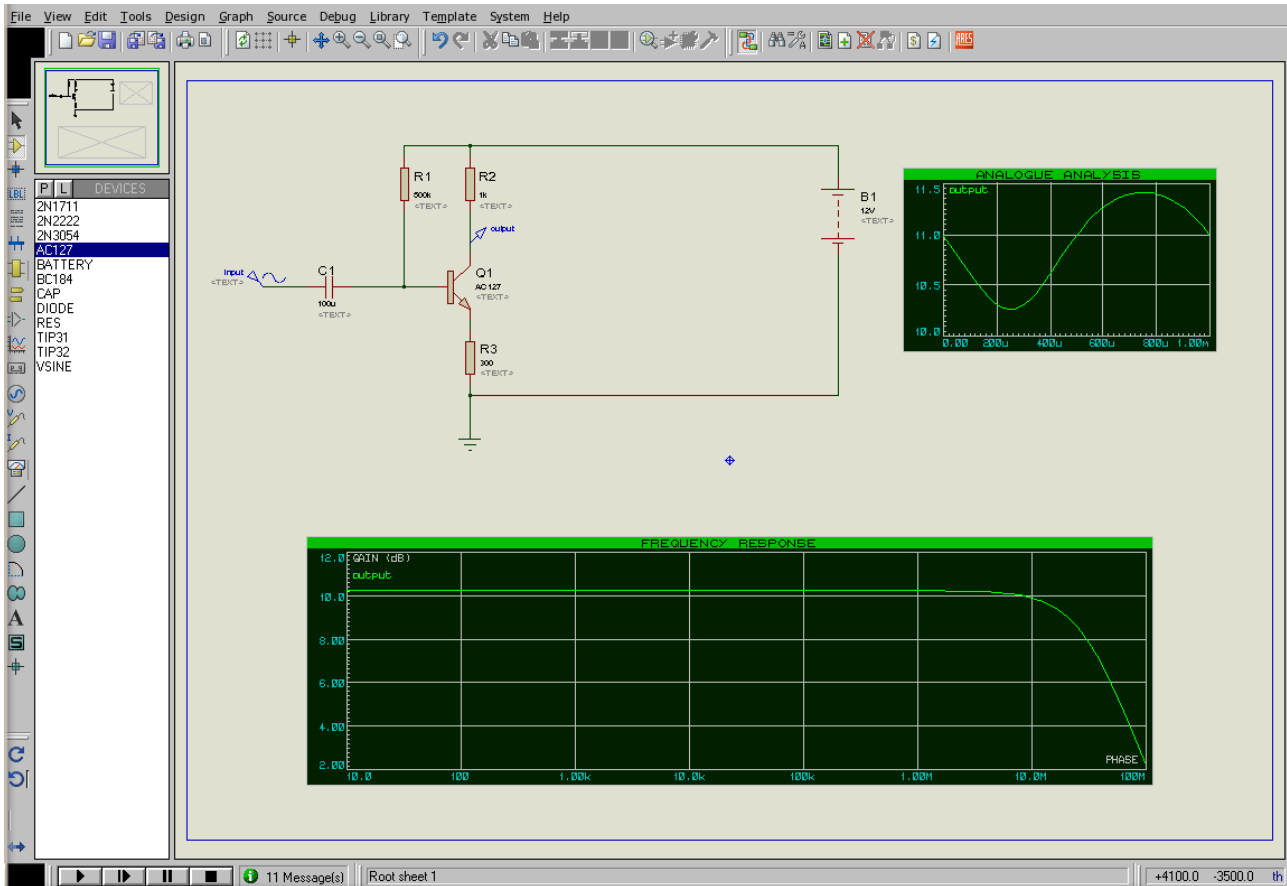 File View Edit Tools Design Graph Source Debug Library Template System Help
P L DEVICES
2N1711
2N2222
2N3054
AC127
BATTERY
BC184
CAP
DIODE
RES
TIP31
TIP32
VSINE
LBL
A
S
ARES
R1
500k
<TEXT>
R2
1k
<TEXT>
output
input
<TEXT>
C1
100u
<TEXT>
Q1
AC127
<TEXT>
R3
300
<TEXT>
B1
12V
<TEXT>
ANALOGUE ANALYSIS
11.5 output
11.0
10.5
10.0
0.00 200u 400u 600u 800u 1.00m
FREQUENCY RESPONSE
12.0 GAIN (dB)
output
10.0
8.00
6.00
4.00
2.00
PHASE
10.0 100 1.00k 10.0k 100k 1.00M 10.0M 100M
11 Message(s) Root sheet 1 +4100.0 -3500.0 th